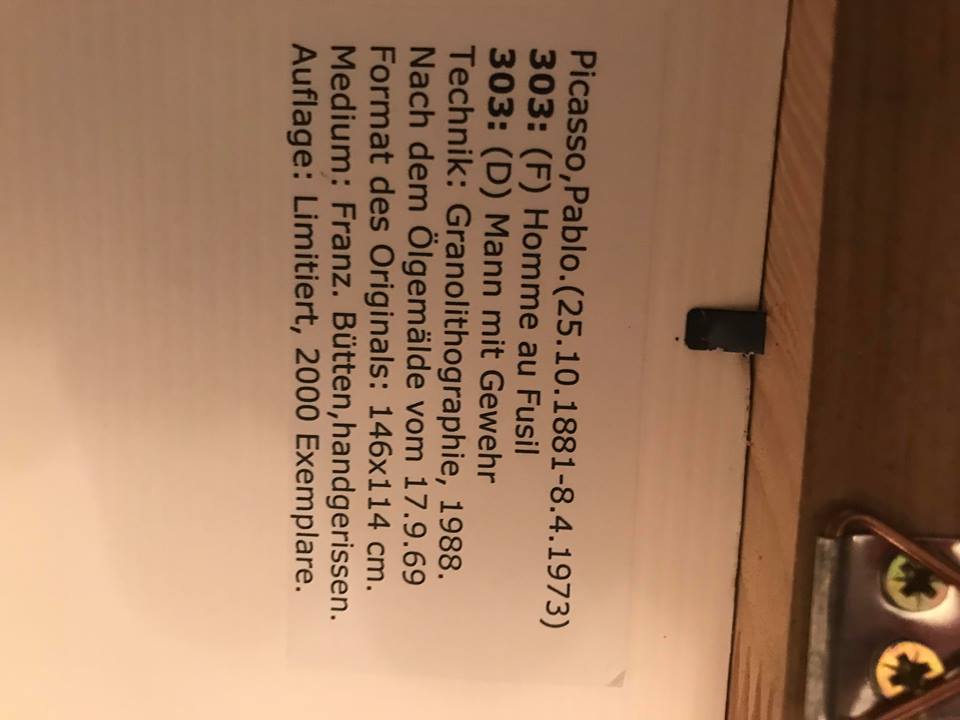 Picasso,Pablo.(25.10.1881-8.4.1973)
303: (F) Homme au Fusil
303: (D) Mann mit Gewehr
Technik: Granolithographie, 1988.
Nach dem Ölgemälde vom 17.9.69
Format des Originals: 146x114 cm.
Medium: Franz. Bütten,handgerissen.
Auflage: Limitiert, 2000 Exemplare.